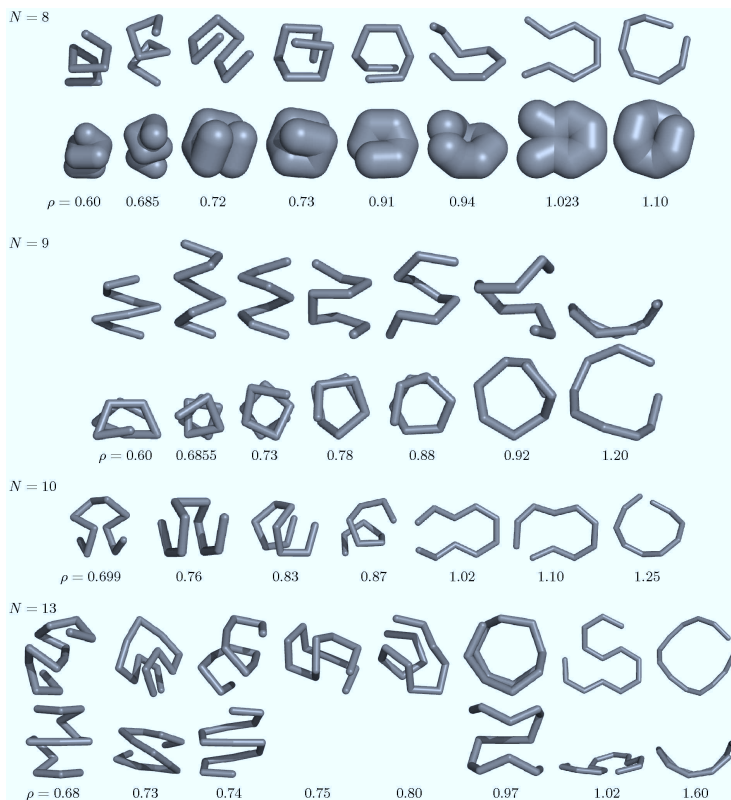 N = 8
ρ = 0.60 0.685 0.72 0.73 0.91 0.94 1.023 1.10
N = 9
ρ = 0.60 0.6855 0.73 0.78 0.88 0.92 1.20
N = 10
ρ = 0.699 0.76 0.83 0.87 1.02 1.10 1.25
N = 13
ρ = 0.68 0.73 0.74 0.75 0.80 0.97 1.02 1.60